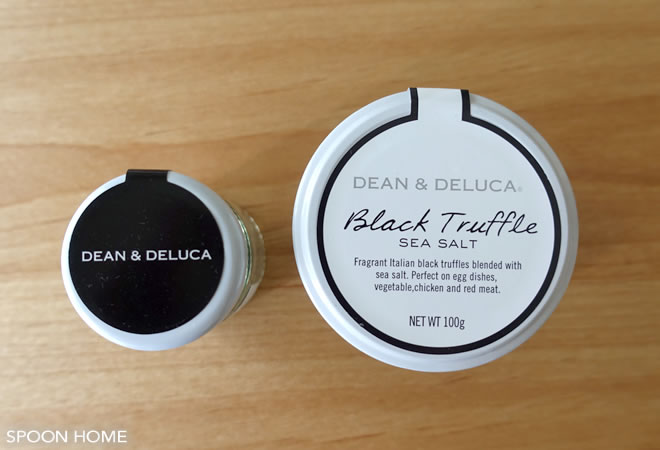 DEAN & DELUCA
DEAN & DELUCA®
Black Truffle
SEA SALT
Fragrant Italian black truffles blended with
sea salt. Perfect on egg dishes,
vegetable,chicken and red meat.
NET WT 100g
SPOON HOME